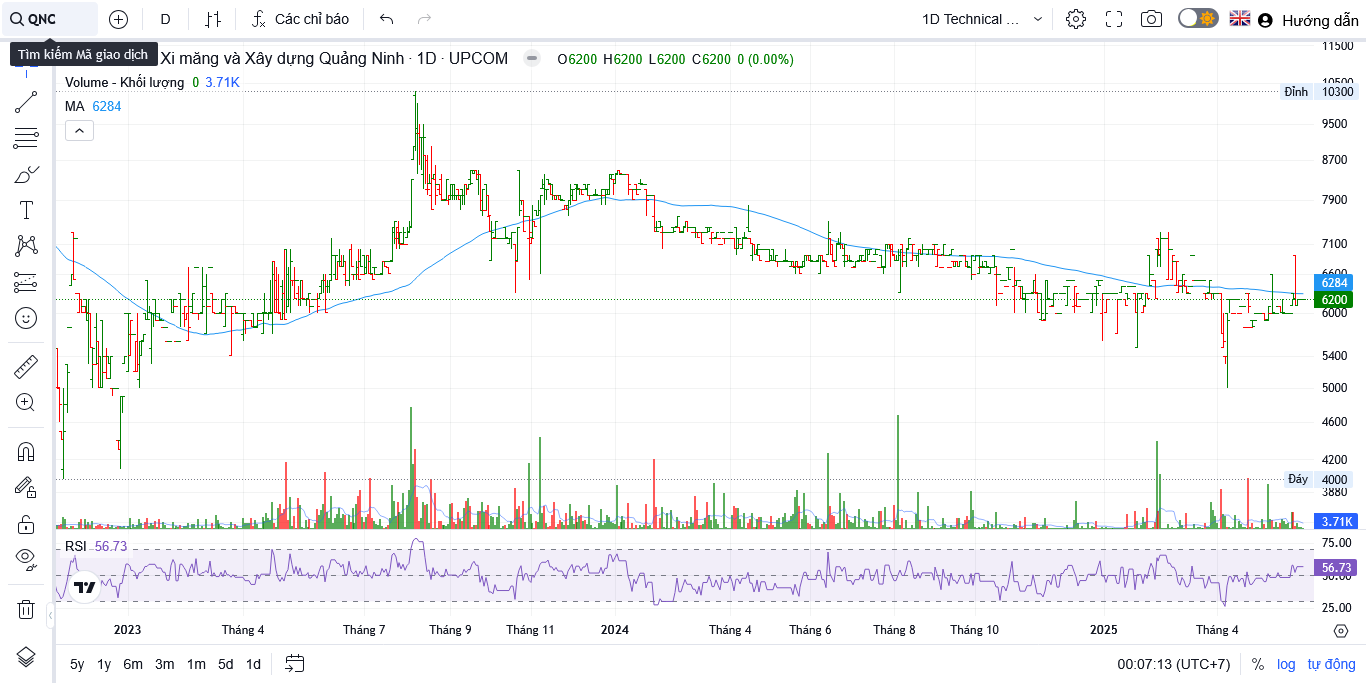 QNC D Các chỉ báo 1D Technical ... Hướng dẫn
Tìm kiếm Mã giao dịch
Xi măng và Xây dựng Quảng Ninh · 1D · UPCOM O6200 H6200 L6200 C6200 0 (0.00%)
Volume - Khối lượng 0 3.71K
MA 6284
11500
10500
Đỉnh 10300
9500
8700
7900
7100
6600
6284
6200
6000
5400
5000
4600
4200
Đáy 4000
3880
3.71K
RSI 56.73
75.00
56.73
50.00
25.00
2023 Tháng 4 Tháng 7 Tháng 9 Tháng 11 2024 Tháng 4 Tháng 6 Tháng 8 Tháng 10 2025 Tháng 4
5y 1y 6m 3m 1m 5d 1d 00:07:13 (UTC+7) % log tự động